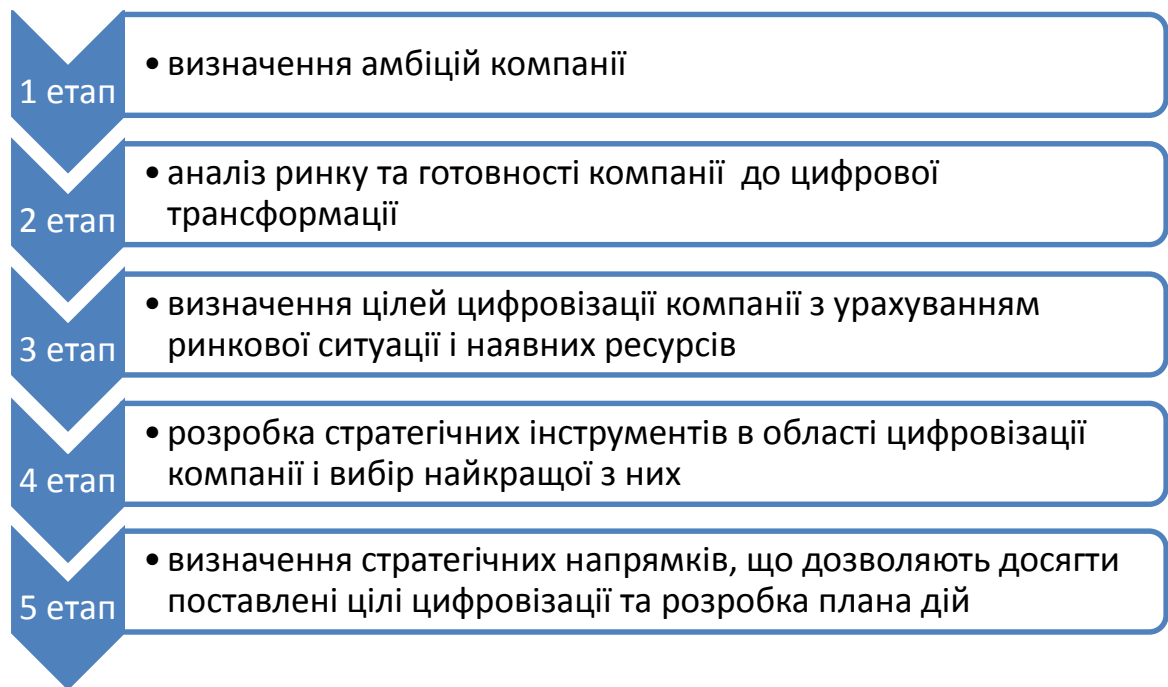 1 етап
• визначення амбіцій компанії
2 етап
• аналіз ринку та готовності компанії до цифрової
трансформації
3 етап
• визначення цілей цифровізації компанії з урахуванням
ринкової ситуації і наявних ресурсів
4 етап
• розробка стратегічних інструментів в області цифровізації
компанії і вибір найкращої з них
5 етап
• визначення стратегічних напрямків, що дозволяють досягти
поставлені цілі цифровізації та розробка плана дій